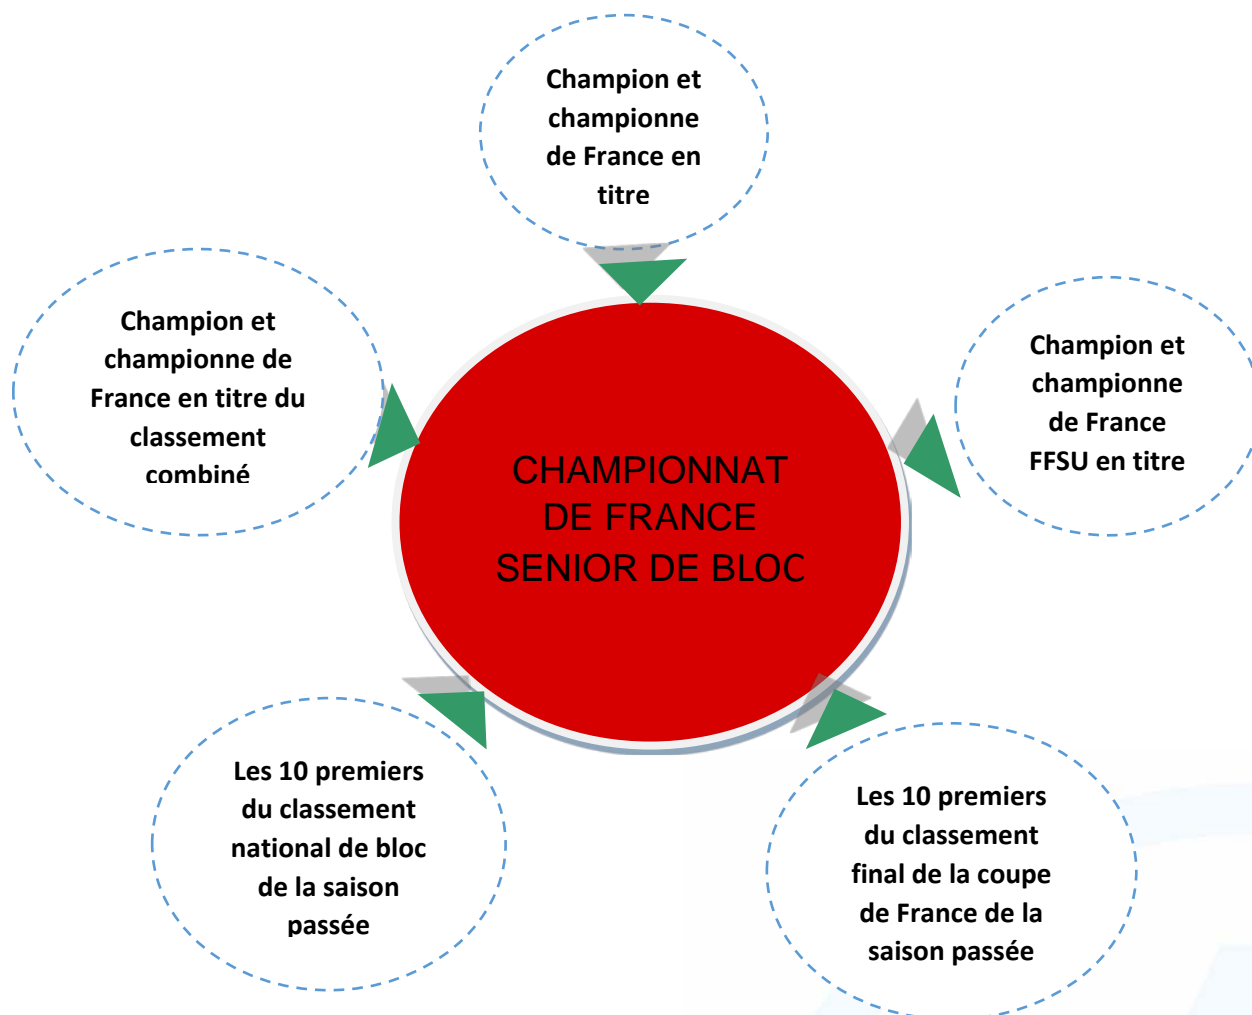 Champion et
championne
de France en
titre
Champion et
championne de
France en titre du
classement
combiné
Champion et
championne
de France
FFSU en titre
CHAMPIONNAT
DE FRANCE
SENIOR DE BLOC
Les 10 premiers
du classement
national de bloc
de la saison
passée
Les 10 premiers
du classement
final de la coupe
de France de la
saison passée